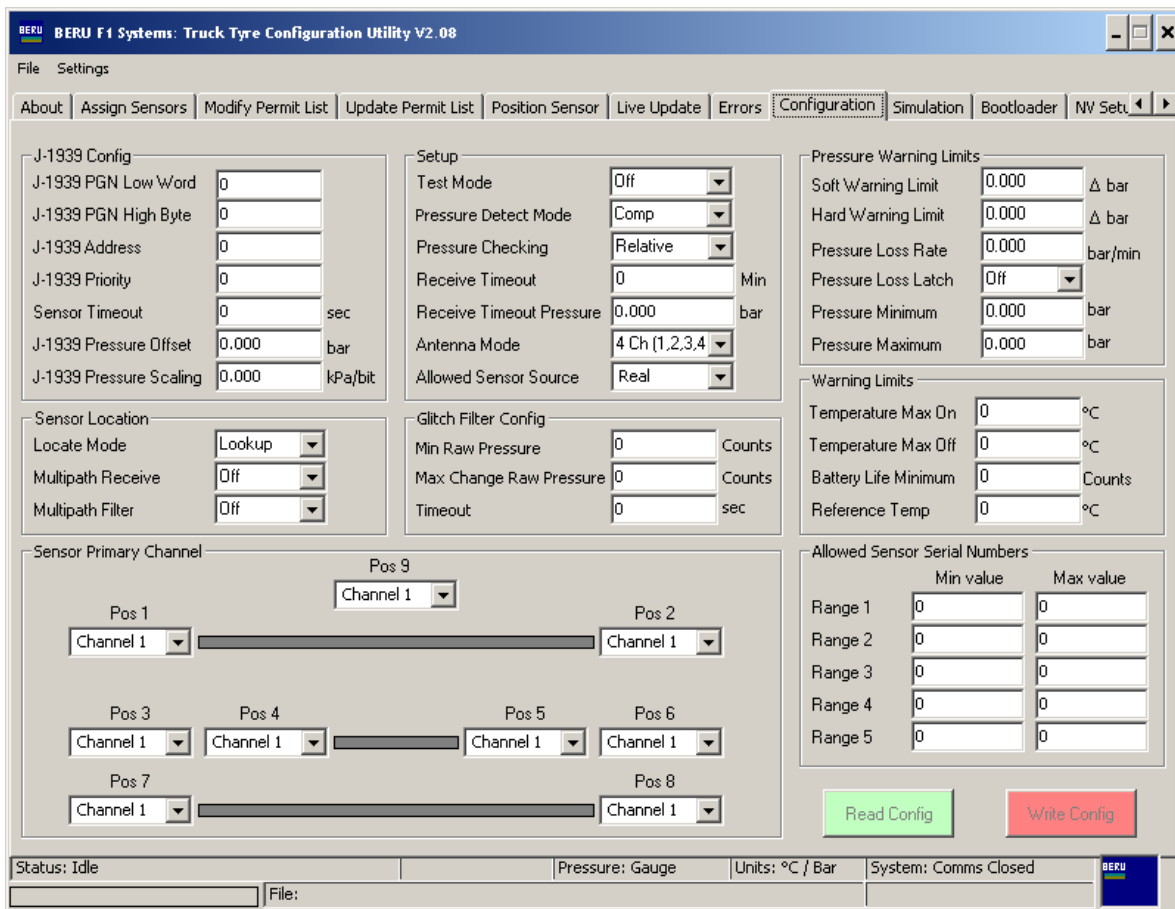 BERU BERU F1 Systems: Truck Tyre Configuration Utility V2.08
File Settings
About Assign Sensors Modify Permit List Update Permit List Position Sensor Live Update Errors Configuration Simulation Bootloader NV Setu
J-1939 Config
J-1939 PGN Low Word 0
J-1939 PGN High Byte 0
J-1939 Address 0
J-1939 Priority 0
Sensor Timeout 0 sec
J-1939 Pressure Offset 0.000 bar
J-1939 Pressure Scaling 0.000 kPa/bit
Setup
Test Mode Off
Pressure Detect Mode Comp
Pressure Checking Relative
Receive Timeout 0 Min
Receive Timeout Pressure 0.000 bar
Antenna Mode 4 Ch (1,2,3,4
Allowed Sensor Source Real
Pressure Warning Limits
Soft Warning Limit 0.000 Δ bar
Hard Warning Limit 0.000 Δ bar
Pressure Loss Rate 0.000 bar/min
Pressure Loss Latch Off
Pressure Minimum 0.000 bar
Pressure Maximum 0.000 bar
Sensor Location
Locate Mode Lookup
Multipath Receive Off
Multipath Filter Off
Glitch Filter Config
Min Raw Pressure 0 Counts
Max Change Raw Pressure 0 Counts
Timeout 0 sec
Warning Limits
Temperature Max On 0 ºC
Temperature Max Off 0 ºC
Battery Life Minimum 0 Counts
Reference Temp 0 ºC
Sensor Primary Channel
Pos 9
Channel 1
Pos 1 Pos 2
Channel 1 Channel 1
Pos 3 Pos 4 Pos 5 Pos 6
Channel 1 Channel 1 Channel 1 Channel 1
Pos 7 Pos 8
Channel 1 Channel 1
Allowed Sensor Serial Numbers
Min value Max value
Range 1 0 0
Range 2 0 0
Range 3 0 0
Range 4 0 0
Range 5 0 0
Read Config Write Config
Status: Idle Pressure: Gauge Units: ºC / Bar System: Comms Closed BERU
File: